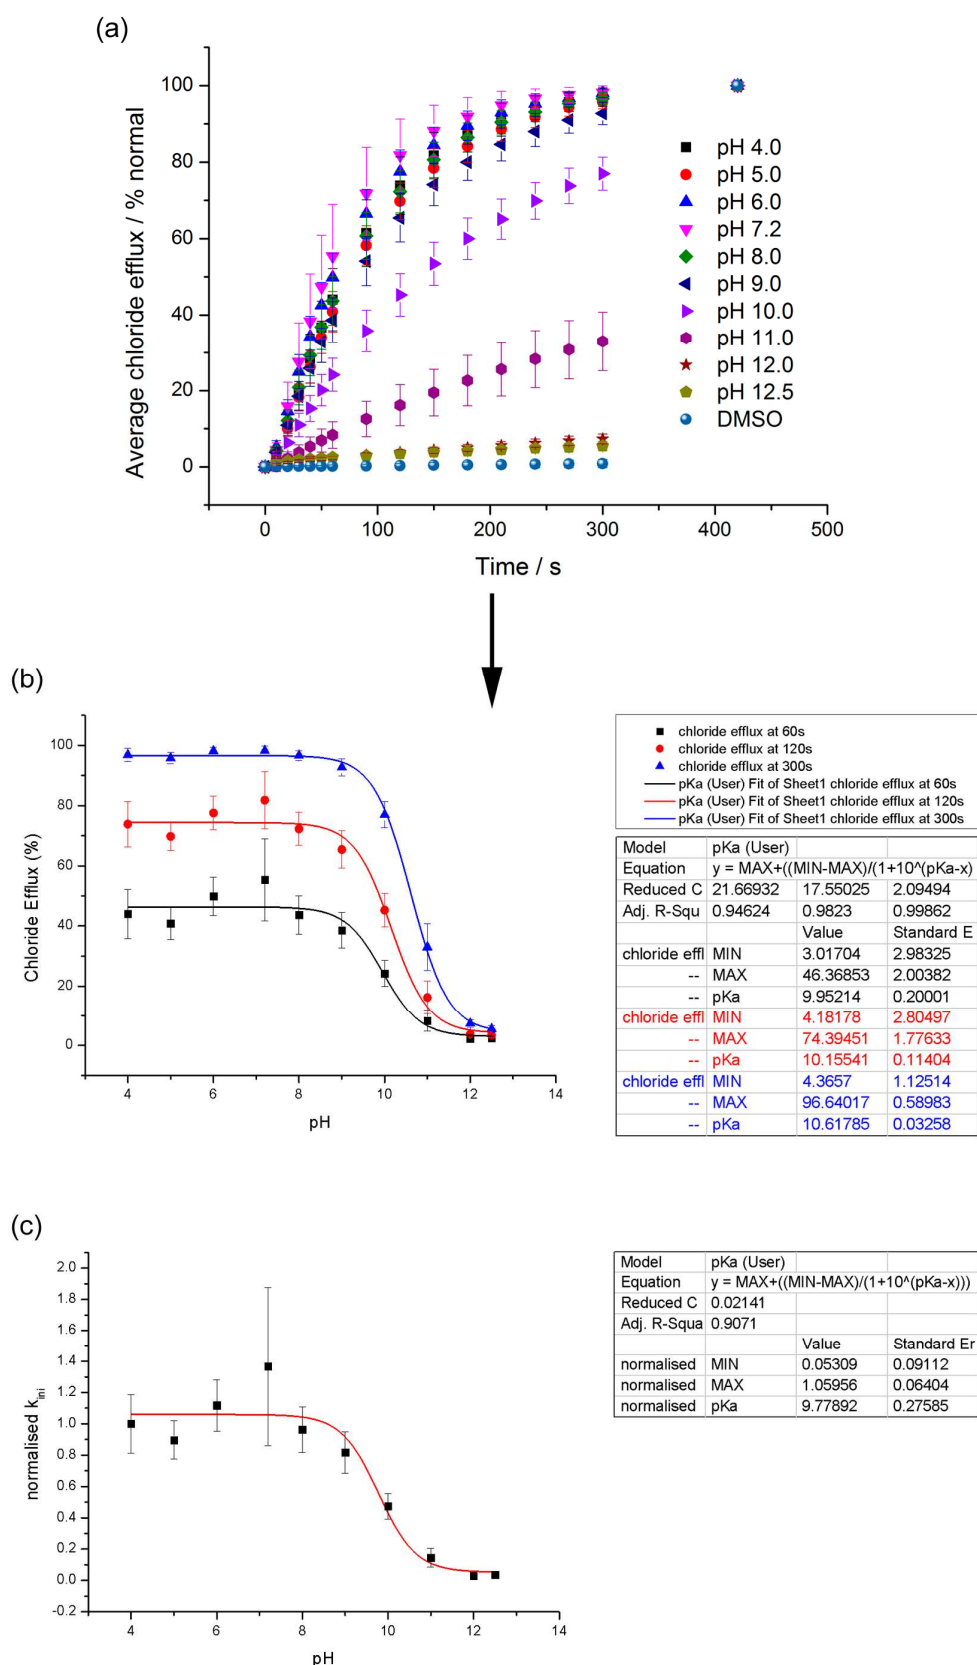 (a)
100
80
60
40
20
0
Average chloride efflux / % normal
0 100 200 300 400 500
Time / s
pH 4.0
pH 5.0
pH 6.0
pH 7.2
pH 8.0
pH 9.0
pH 10.0
pH 11.0
pH 12.0
pH 12.5
DMSO
(b)
100
80
60
40
20
0
Chloride Efflux (%)
4 6 8 10 12 14
pH
chloride efflux at 60s
chloride efflux at 120s
chloride efflux at 300s
pKa (User) Fit of Sheet1 chloride efflux at 60s
pKa (User) Fit of Sheet1 chloride efflux at 120s
pKa (User) Fit of Sheet1 chloride efflux at 300s
Model pKa (User)
Equation y = MAX+((MIN-MAX)/(1+10^(pKa-x)
Reduced C 21.66932 17.55025 2.09494
Adj. R-Squ 0.94624 0.9823 0.99862
Value Standard E
chloride effl MIN 3.01704 2.98325
-- MAX 46.36853 2.00382
-- pKa 9.95214 0.20001
chloride effl MIN 4.18178 2.80497
-- MAX 74.39451 1.77633
-- pKa 10.15541 0.11404
chloride effl MIN 4.3657 1.12514
-- MAX 96.64017 0.58983
-- pKa 10.61785 0.03258
(c)
2.0
1.8
1.6
1.4
1.2
1.0
0.8
0.6
0.4
0.2
0.0
-0.2
normalised k_ini
4 6 8 10 12 14
pH
Model pKa (User)
Equation y = MAX+((MIN-MAX)/(1+10^(pKa-x)))
Reduced C 0.02141
Adj. R-Squa 0.9071
Value Standard Er
normalised MIN 0.05309 0.09112
normalised MAX 1.05956 0.06404
normalised pKa 9.77892 0.27585